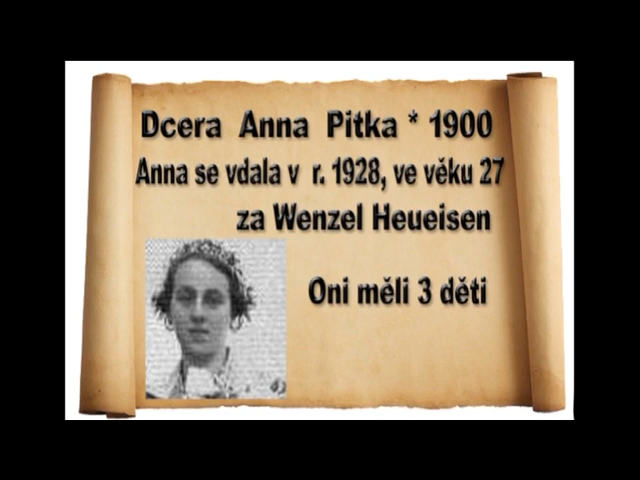 Dcera Anna Pitka * 1900
Anna se vdala v r. 1928, ve věku 27
za Wenzel Heueisen
Oni měli 3 děti